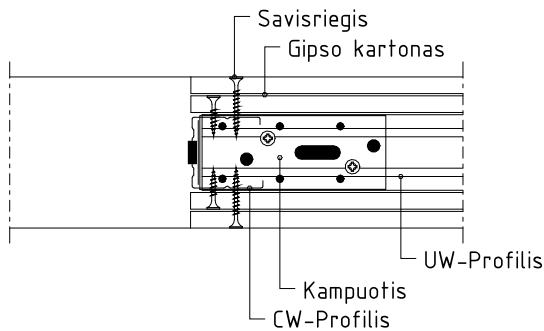 Savisriegis
Gipso kartonas
UW-Profilis
Kampuotis
CW-Profilis